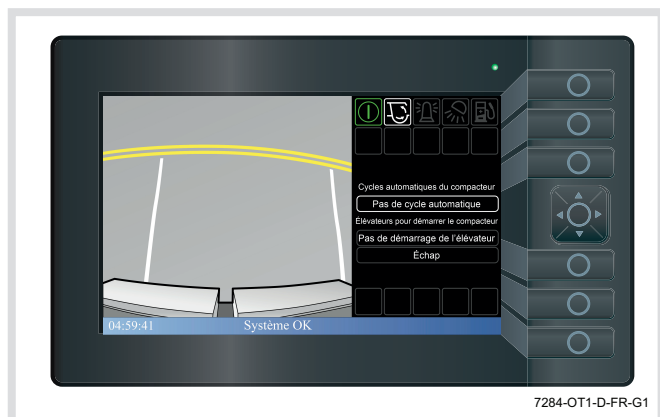 Cycles automatiques du compacteur
Pas de cycle automatique
Élévateurs pour démarrer le compacteur
Pas de démarrage de l'élévateur
Échap
04:59:41 Système OK
7284-OT1-D-FR-G1